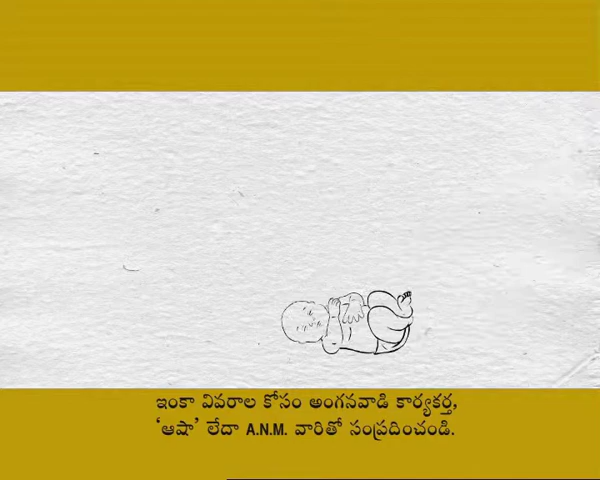 ఇంకా వివరాల కోసం అంగనవాడి కార్యకర్త,
‘ఆషా’ లేదా A.N.M. వారితో సంప్రదించండి.